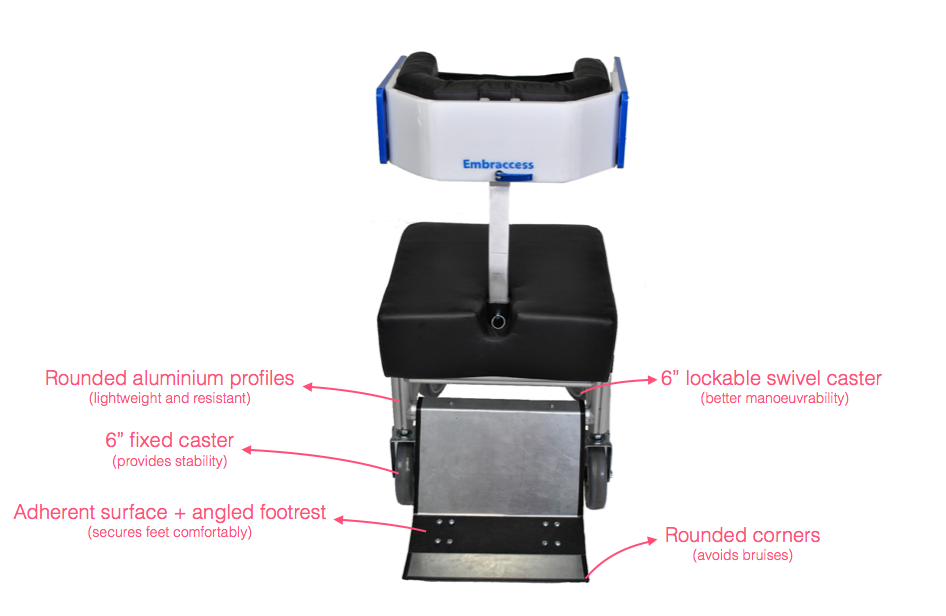 Embraccess
Rounded aluminium profiles
(lightweight and resistant)
6” lockable swivel caster
(better manoeuvrability)
6” fixed caster
(provides stability)
Adherent surface + angled footrest
(secures feet comfortably)
Rounded corners
(avoids bruises)